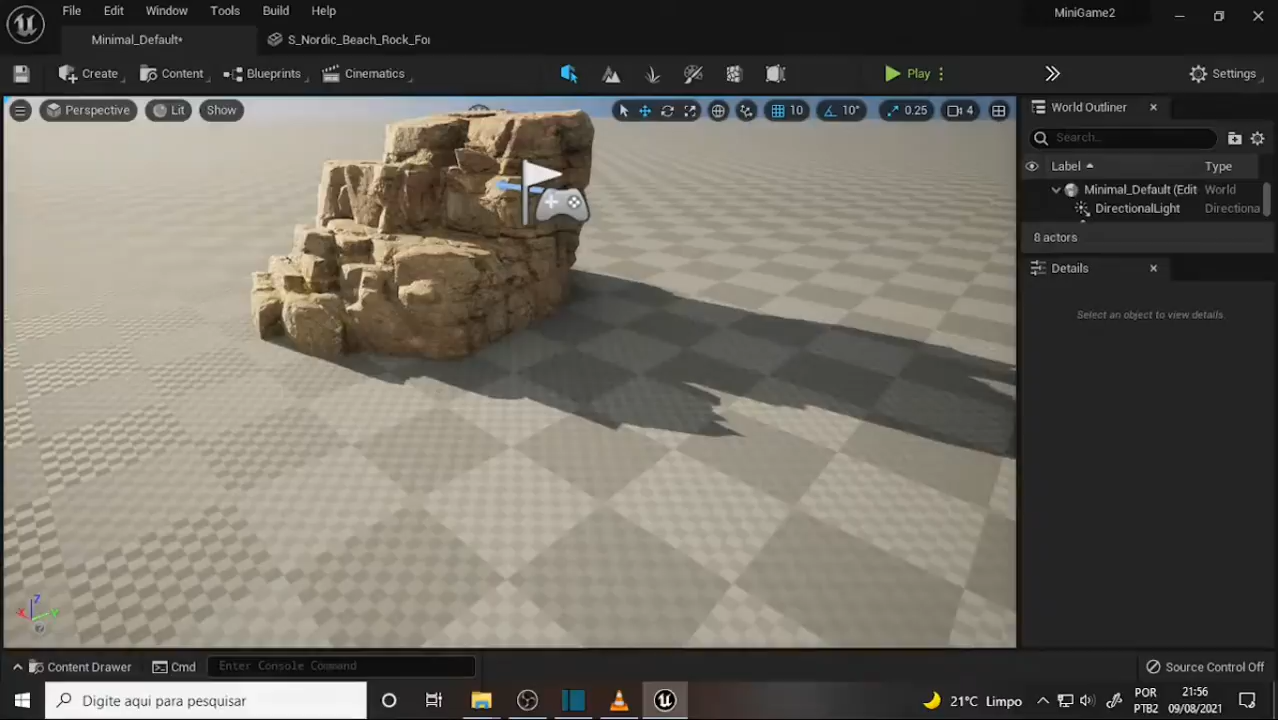 File Edit Window Tools Build Help
MiniGame2
Minimal_Default•
S_Nordic_Beach_Rock_For
Create Content Blueprints Cinematics
Play
Settings
Perspective Lit Show
10 10° 0.25 4
World Outliner
Search...
Label Type
Minimal_Default (Edit World
DirectionalLight Directiona
8 actors
Details
Select an object to view details.
Z
X Y
Content Drawer Cmd Enter Console Command
Source Control Off
Digite aqui para pesquisar
21°C Limpo
POR 21:56
PTB2 09/08/2021